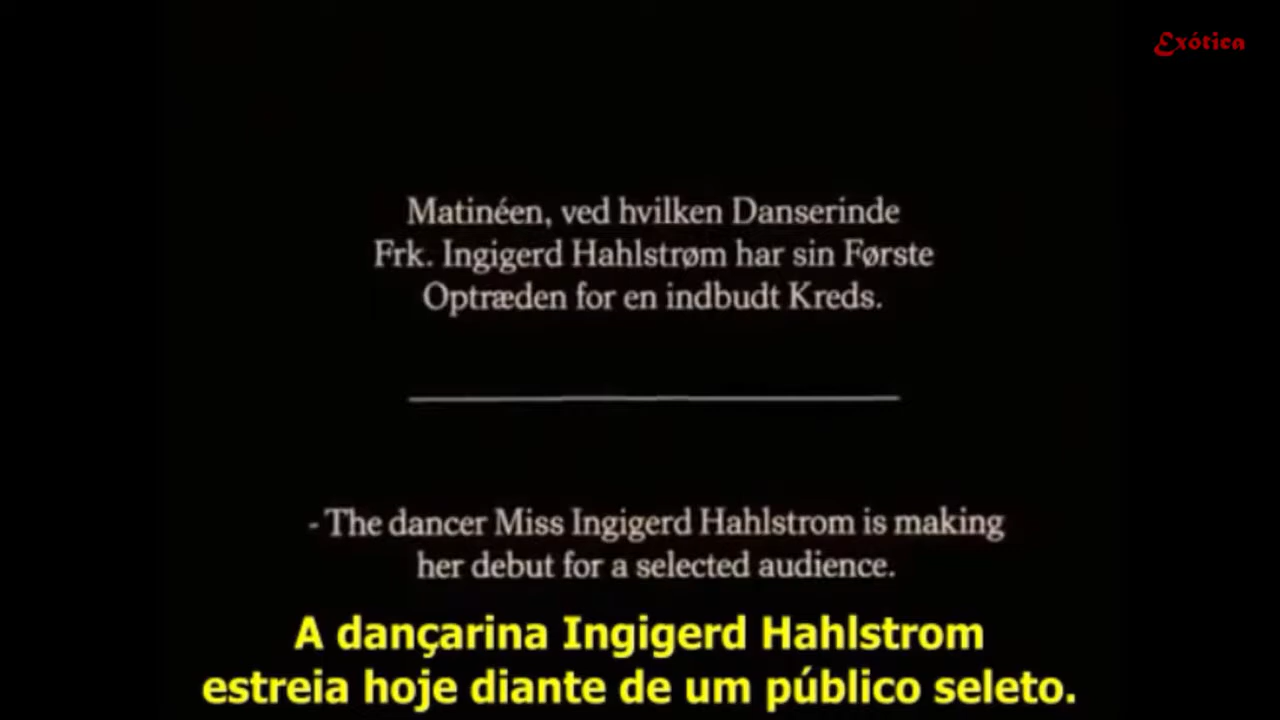 Exótica
Matinéen, ved hvilken Danserinde
Frk. Ingigerd Hahlstrøm har sin Første
Optræden for en indbudt Kreds.
- The dancer Miss Ingigerd Hahlstrom is making
her debut for a selected audience.
A dançarina Ingigerd Hahlstrom
estreia hoje diante de um público seleto.